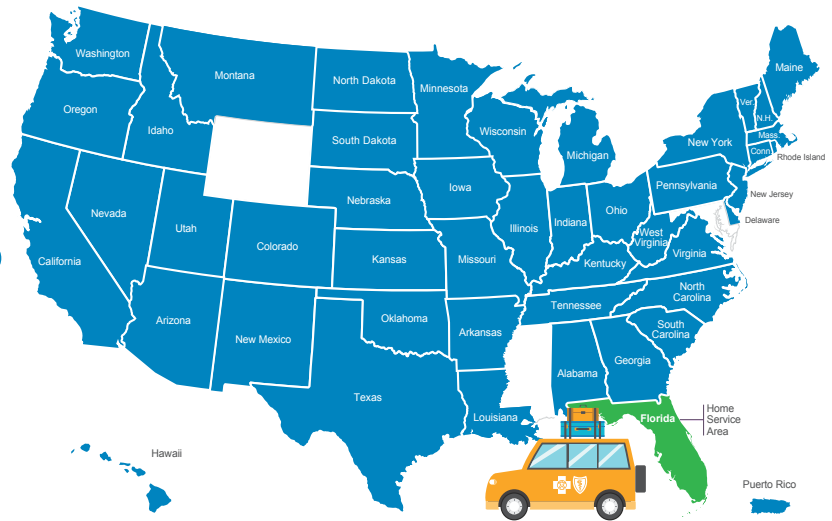 Washington
Montana
North Dakota
Minnesota
Maine
Oregon
Idaho
South Dakota
Wisconsin
Michigan
New York
Ver.
N.H.
Mass.
Conn.
Rhode Island
Nebraska
Iowa
Pennsylvania
New Jersey
Delaware
Nevada
Utah
Colorado
Kansas
Missouri
Illinois
Indiana
Ohio
West
Virginia
Virginia
Kentucky
California
Arizona
New Mexico
Oklahoma
Arkansas
Tennessee
North
Carolina
South
Carolina
Texas
Louisiana
Alabama
Georgia
Florida
Home
Service
Area
Hawaii
Puerto Rico